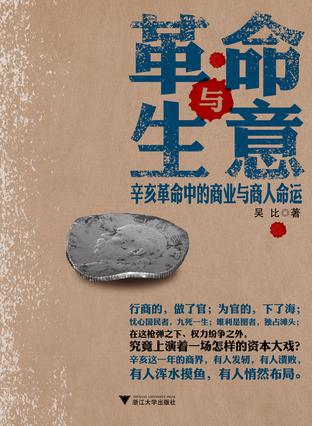 革命
与
生意
辛亥革命中的商业与商人命运
吴 比◎著
行商的，做了官；为官的，下了海；
忧心国民者，九死一生；唯利是图者，独占滩头；
在这枪弹之下、权力纷争之外，
究竟上演着一场怎样的资本大戏？
辛亥这一年的商界，有人发轫，有人溃败，
有人浑水摸鱼，有人悄然布局。
浙江大学出版社